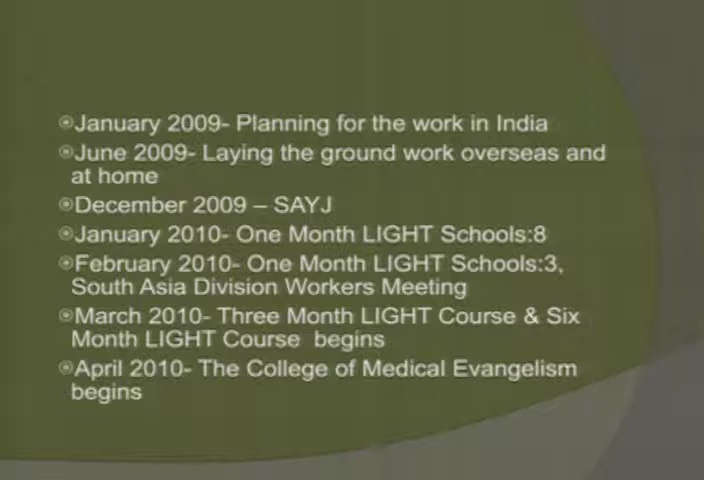 January 2009- Planning for the work in India
June 2009- Laying the ground work overseas and
at home
December 2009 – SAYJ
January 2010- One Month LIGHT Schools:8
February 2010- One Month LIGHT Schools:3,
South Asia Division Workers Meeting
March 2010- Three Month LIGHT Course & Six
Month LIGHT Course begins
April 2010- The College of Medical Evangelism
begins